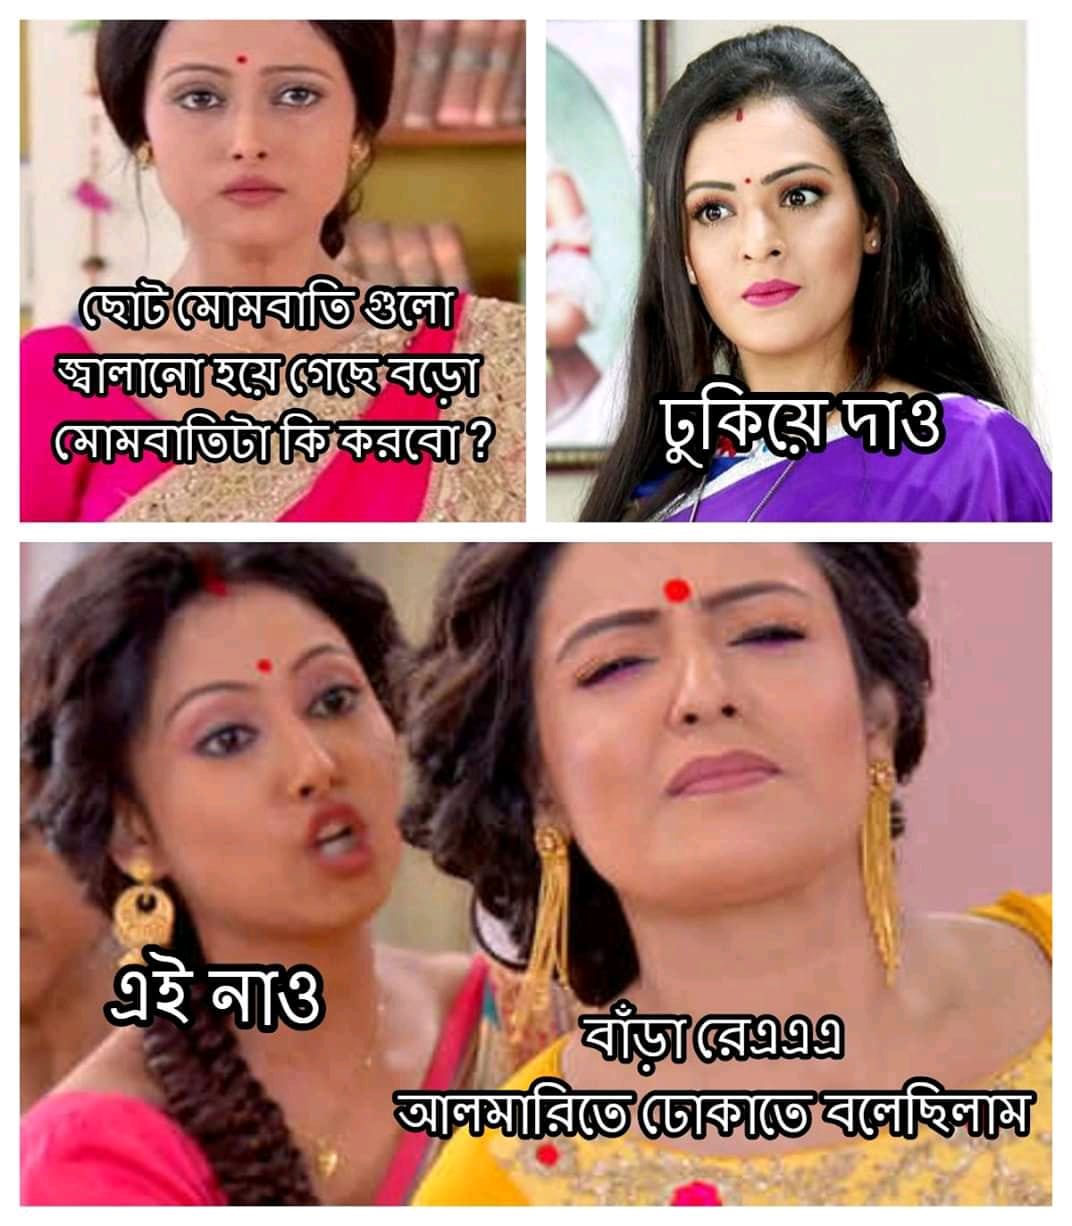 ছোট মোমবাতি গুলো
জ্বালানো হয়ে গেছে বড়ো
মোমবাতিটা কি করবো ?
ঢুকিয়ে দাও
এই নাও
বাঁড়া রেএএএ
আলমারিতে ঢোকাতে বলেছিলাম